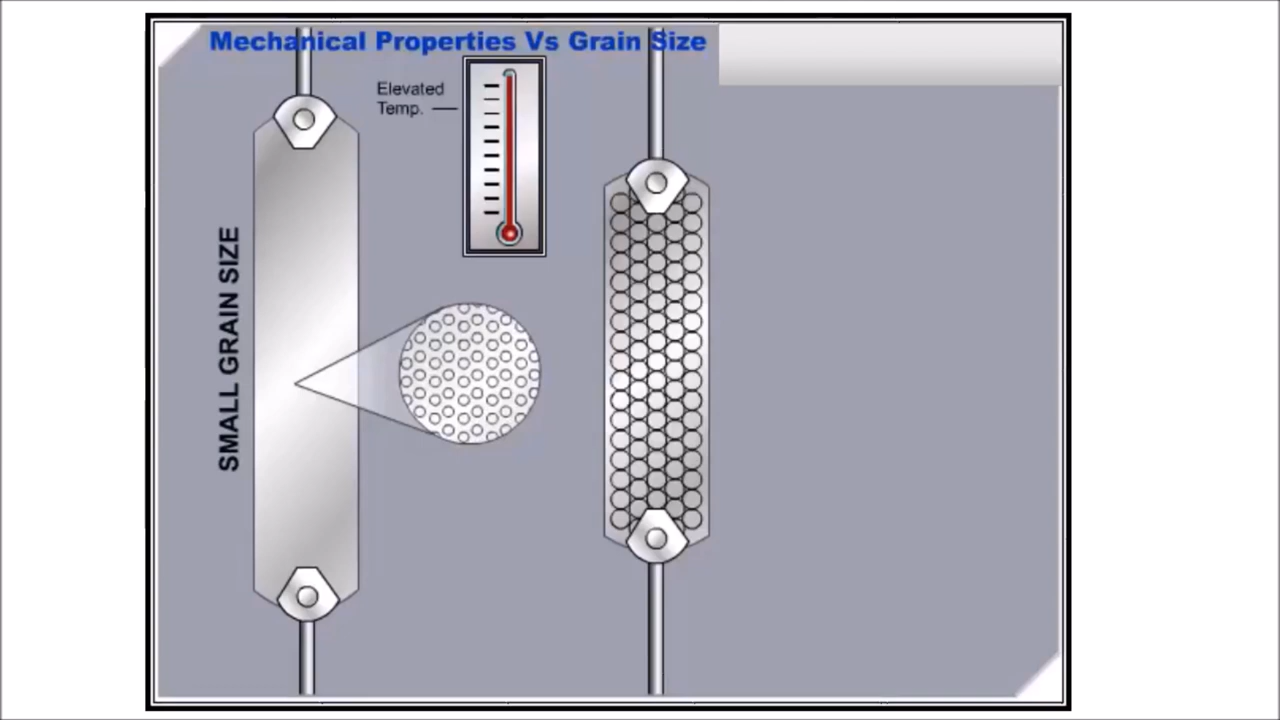 Mechanical Properties Vs Grain Size
Elevated
Temp.
SMALL GRAIN SIZE